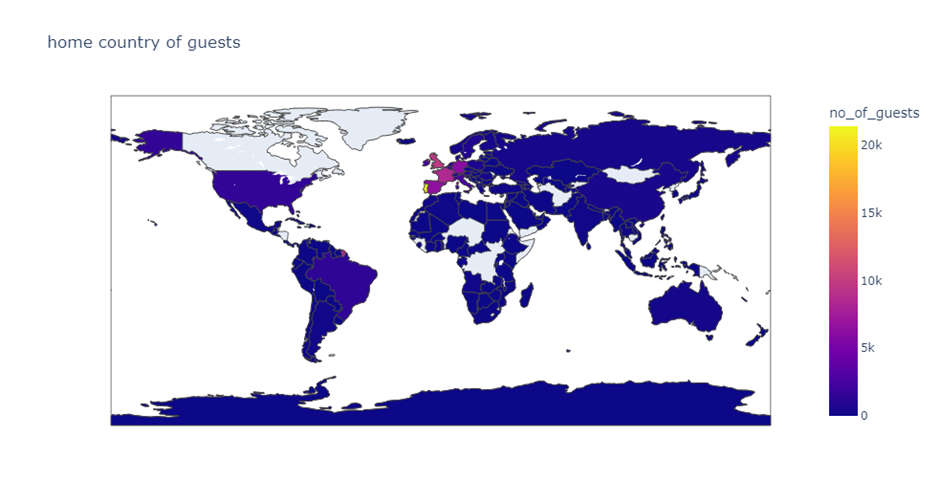 home country of guests
no_of_guests
20k
15k
10k
5k
0